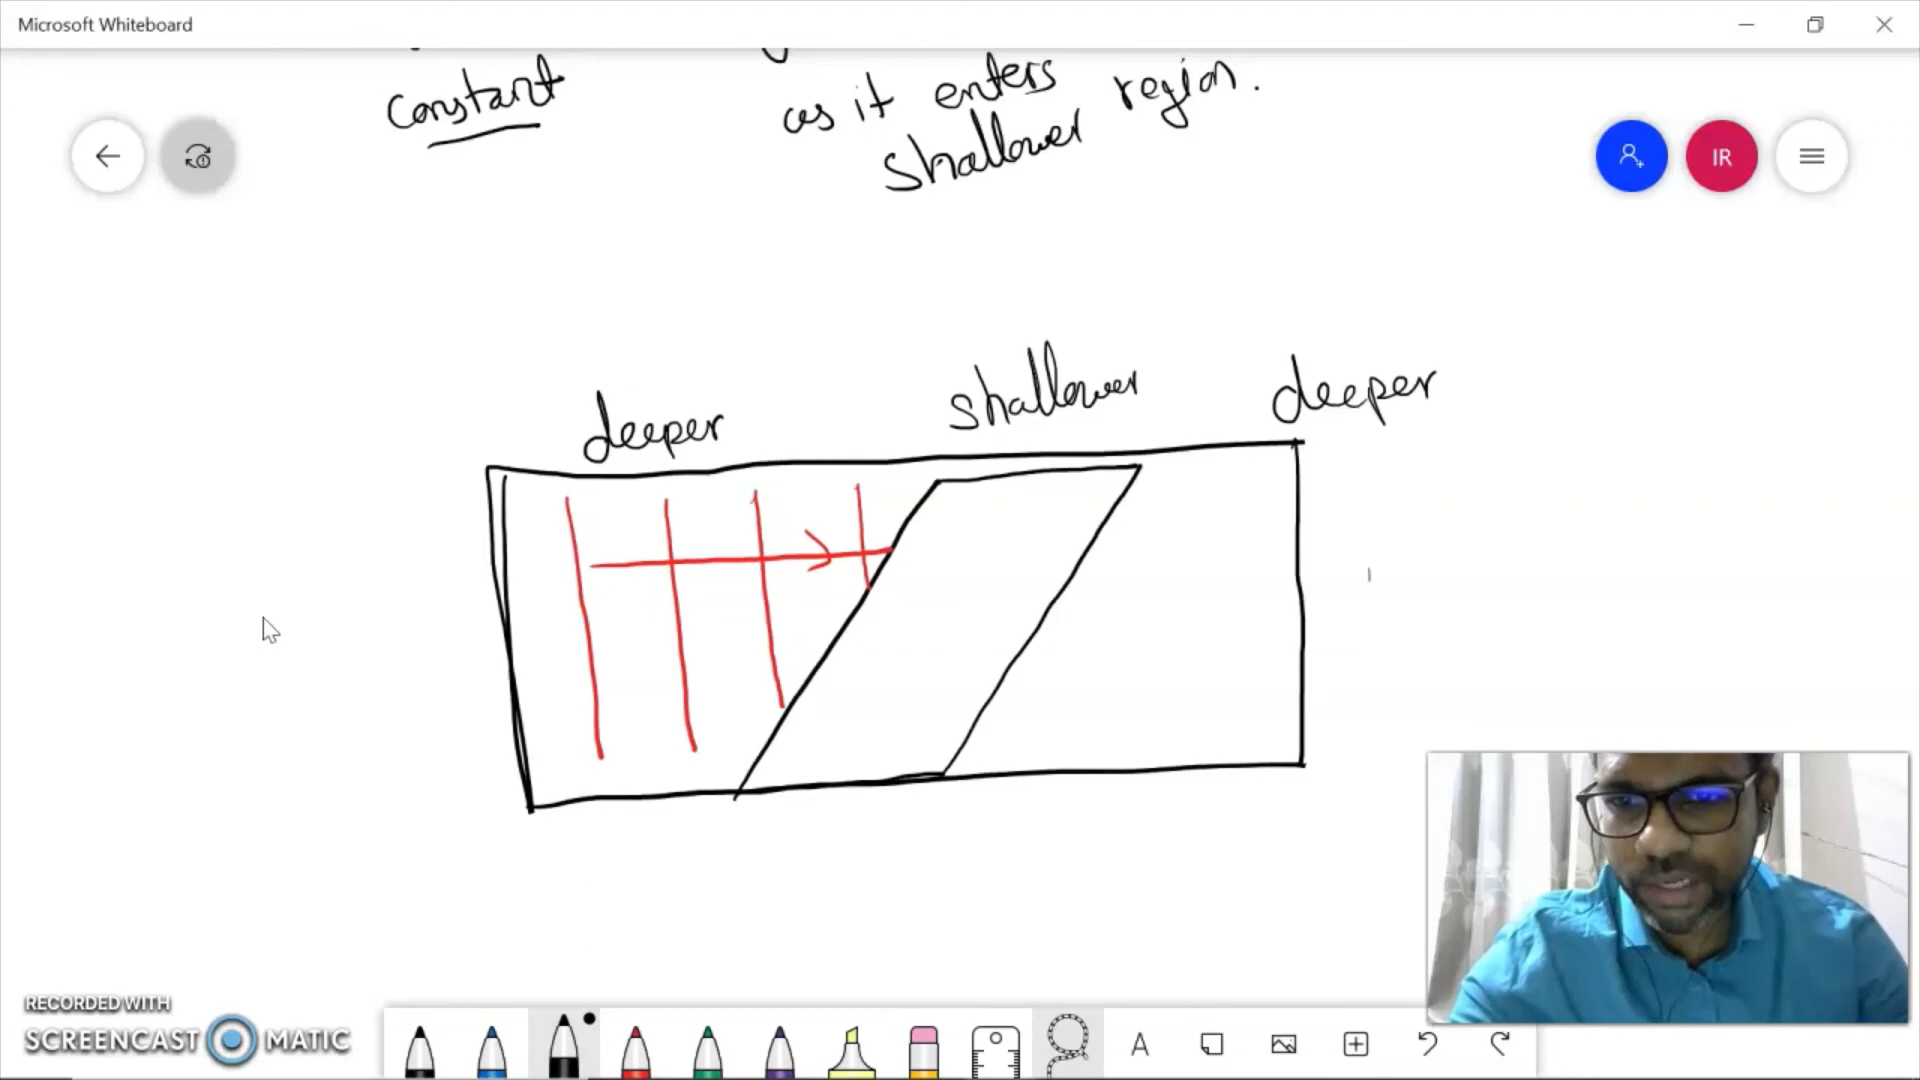 Microsoft Whiteboard
constant
as it enters
shallower region.
IR
deeper shallower deeper
RECORDED WITH
SCREENCAST MATIC
A